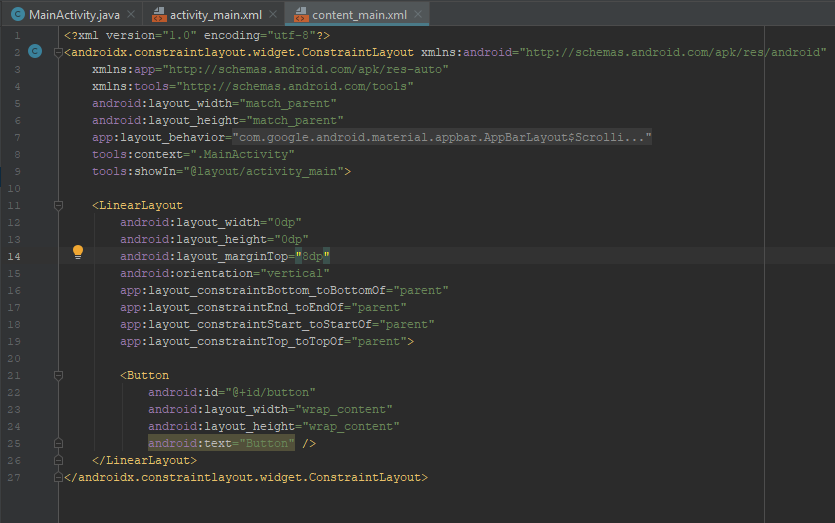 MainActivity.java activity_main.xml content_main.xml
1 <?xml version="1.0" encoding="utf-8"?>
2 <androidx.constraintlayout.widget.ConstraintLayout xmlns:android="http://schemas.android.com/apk/res/android"
3 xmlns:app="http://schemas.android.com/apk/res-auto"
4 xmlns:tools="http://schemas.android.com/tools"
5 android:layout_width="match_parent"
6 android:layout_height="match_parent"
7 app:layout_behavior="com.google.android.material.appbar.AppBarLayout$Scrolli..."
8 tools:context=".MainActivity"
9 tools:showIn="@layout/activity_main">
10
11 <LinearLayout
12 android:layout_width="0dp"
13 android:layout_height="0dp"
14 android:layout_marginTop="8dp"
15 android:orientation="vertical"
16 app:layout_constraintBottom_toBottomOf="parent"
17 app:layout_constraintEnd_toEndOf="parent"
18 app:layout_constraintStart_toStartOf="parent"
19 app:layout_constraintTop_toTopOf="parent">
20
21 <Button
22 android:id="@+id/button"
23 android:layout_width="wrap_content"
24 android:layout_height="wrap_content"
25 android:text="Button" />
26 </LinearLayout>
27 </androidx.constraintlayout.widget.ConstraintLayout>